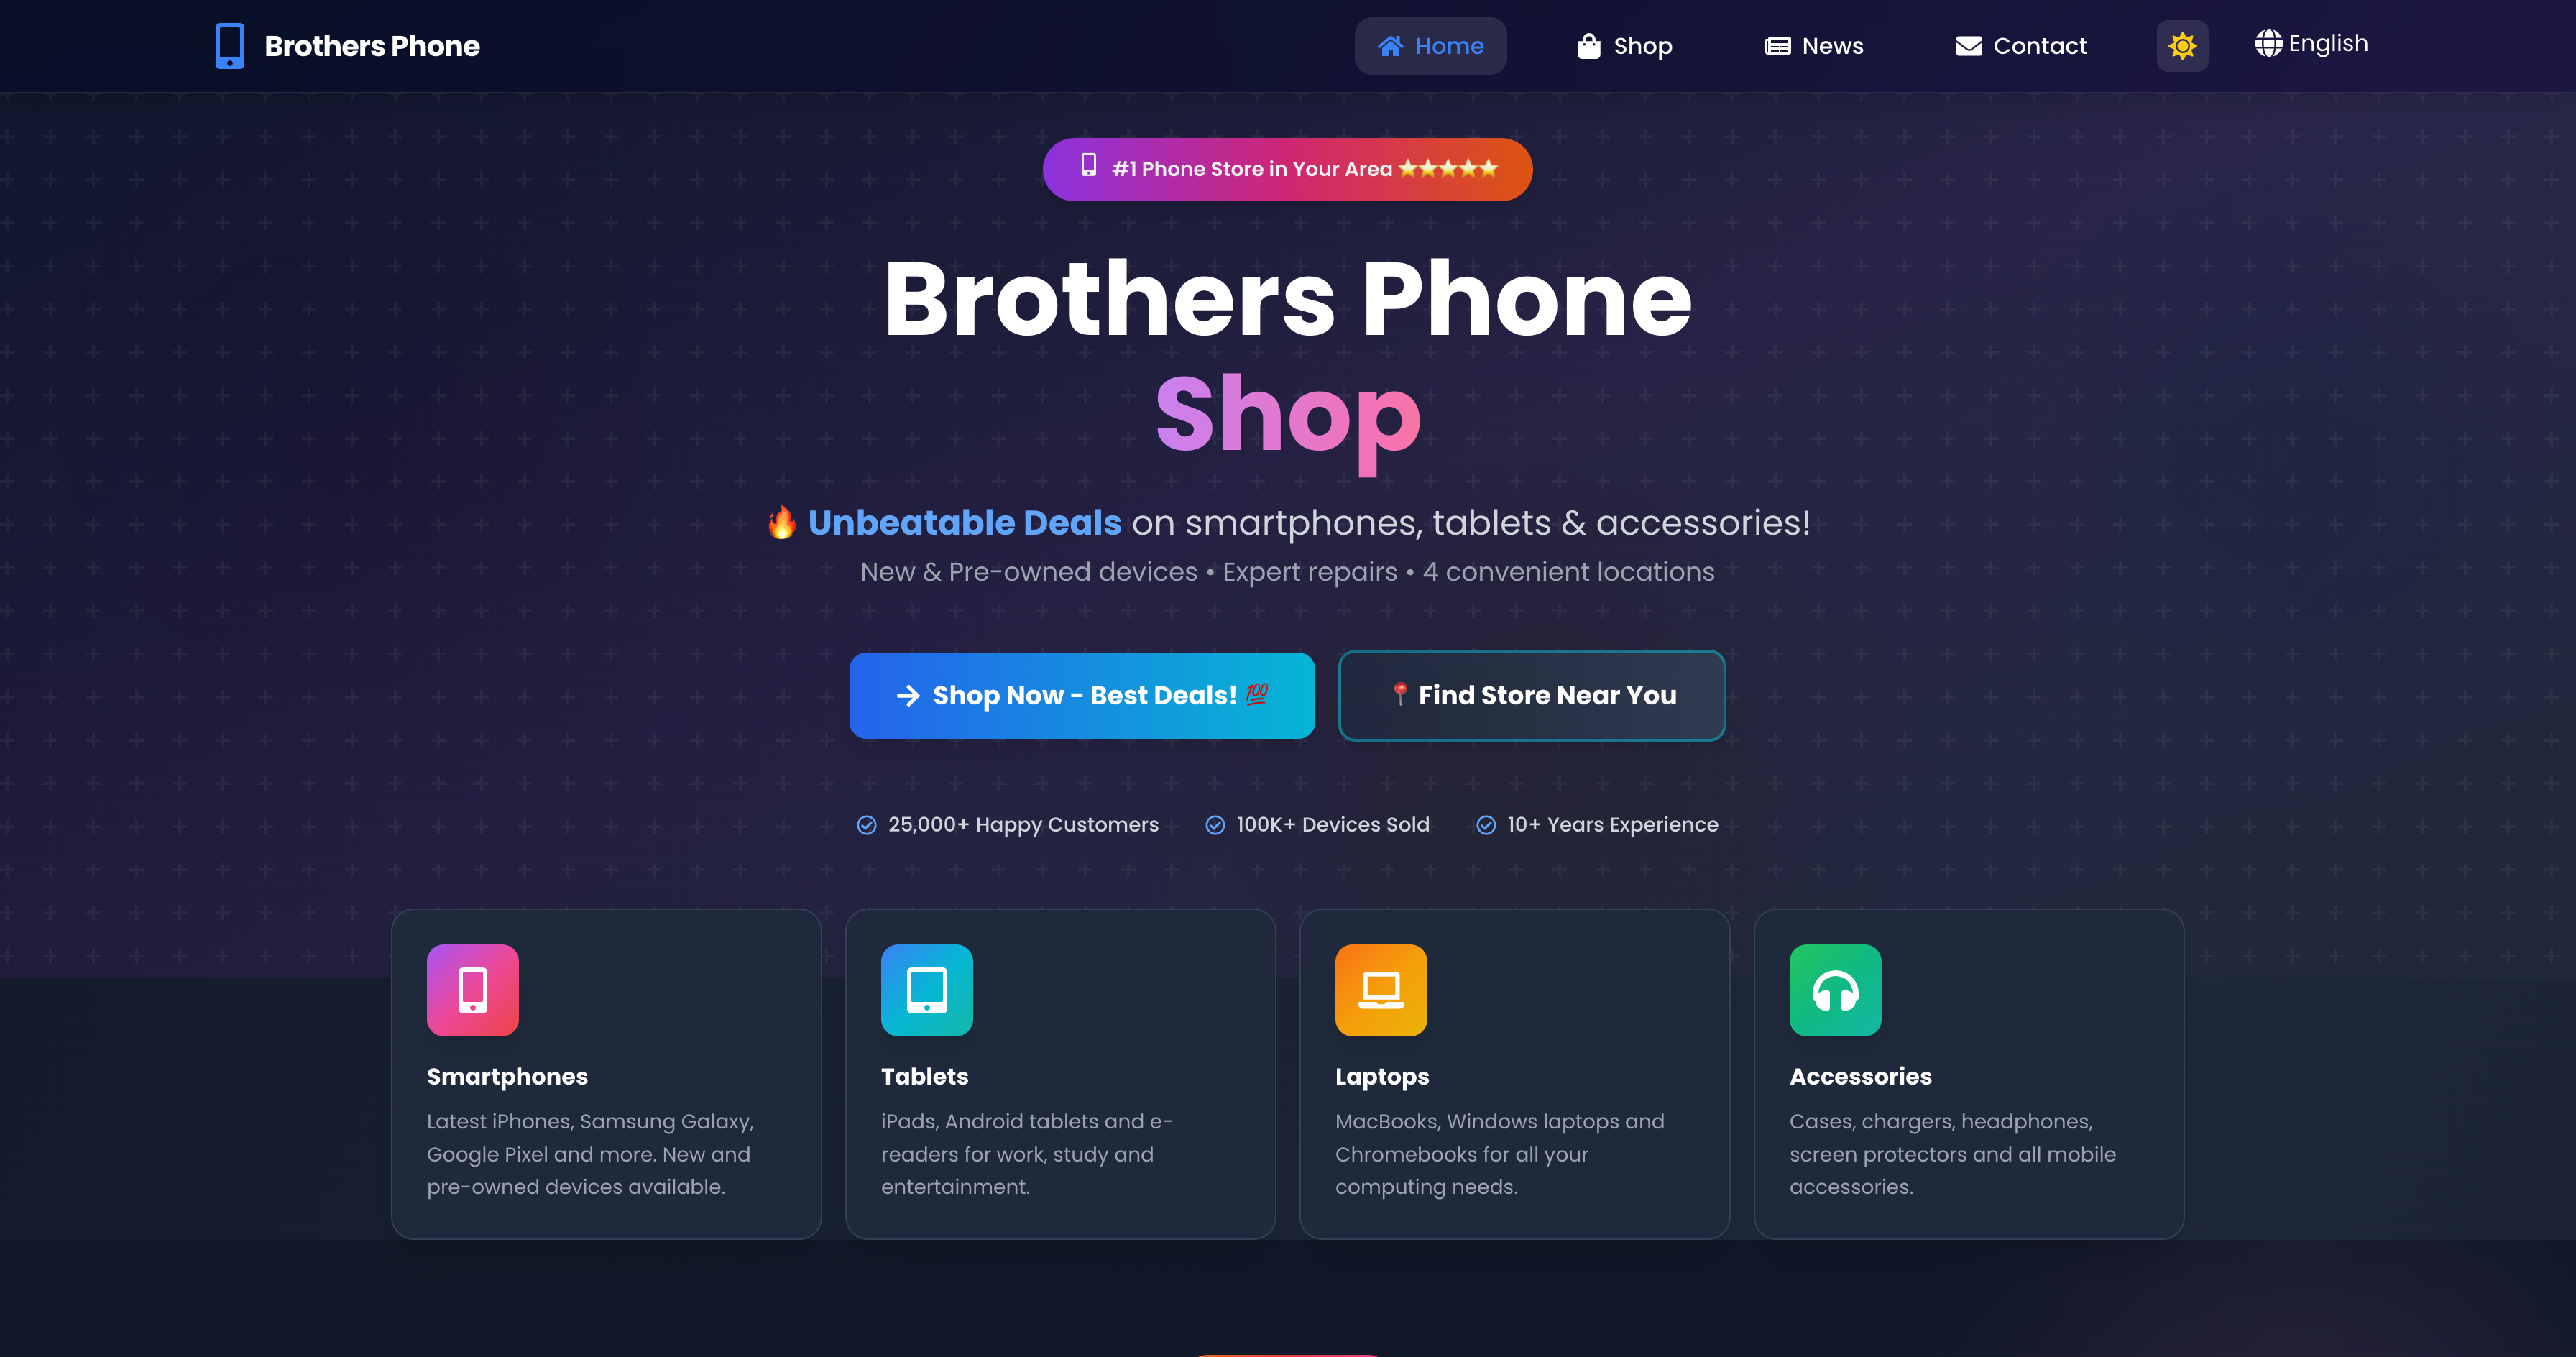 Brothers Phone
Home
Shop
News
Contact
English
#1 Phone Store in Your Area ⭐⭐⭐⭐⭐
Brothers Phone
Shop
🔥 Unbeatable Deals on smartphones, tablets & accessories!
New & Pre-owned devices • Expert repairs • 4 convenient locations
Shop Now - Best Deals! 💯
📍 Find Store Near You
25,000+ Happy Customers
100K+ Devices Sold
10+ Years Experience
Smartphones
Latest iPhones, Samsung Galaxy,
Google Pixel and more. New and
pre-owned devices available.
Tablets
iPads, Android tablets and e-
readers for work, study and
entertainment.
Laptops
MacBooks, Windows laptops and
Chromebooks for all your
computing needs.
Accessories
Cases, chargers, headphones,
screen protectors and all mobile
accessories.